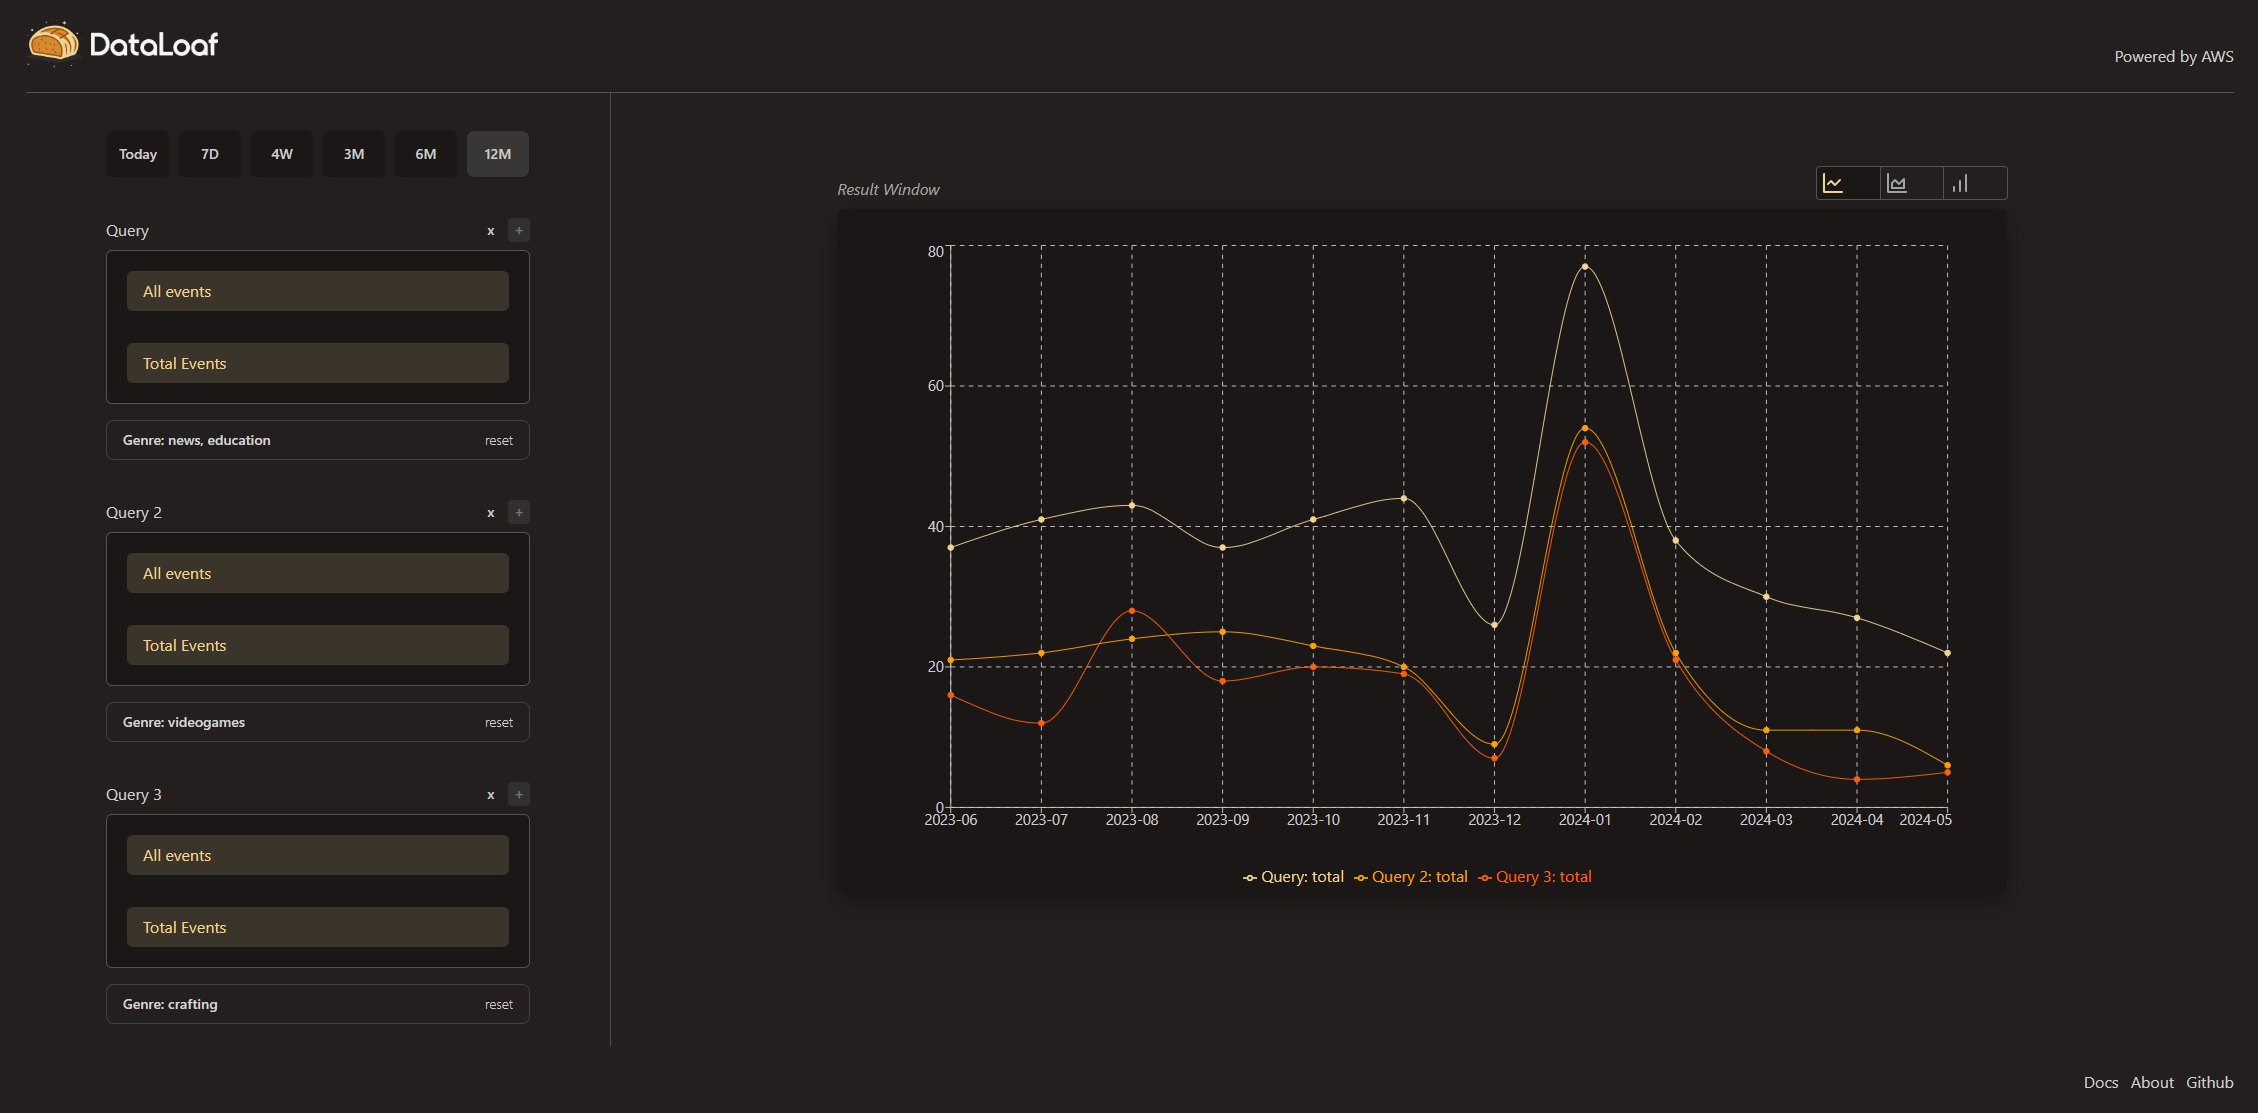 DataLoaf
Powered by AWS
Today 7D 4W 3M 6M 12M
Result Window
Query x +
All events
Total Events
Genre: news, education reset
Query 2 x +
All events
Total Events
Genre: videogames reset
Query 3 x +
All events
Total Events
Genre: crafting reset
80
60
40
20
0
2023-06 2023-07 2023-08 2023-09 2023-10 2023-11 2023-12 2024-01 2024-02 2024-03 2024-04 2024-05
Query: total Query 2: total Query 3: total
Docs About Github